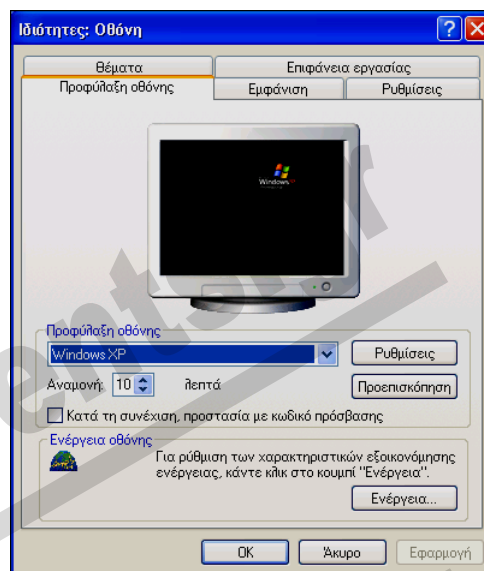 Ιδιότητες: Οθόνη
Θέματα
Επιφάνεια εργασίας
Προφύλαξη οθόνης
Εμφάνιση
Ρυθμίσεις
Windows XP
Προφύλαξη οθόνης
Windows XP
Ρυθμίσεις
Αναμονή: 10 λεπτά
Προεπισκόπηση
Κατά τη συνέχιση, προστασία με κωδικό πρόσβασης
Ενέργεια οθόνης
Για ρύθμιση των χαρακτηριστικών εξοικονόμησης
ενέργειας, κάντε κλικ στο κουμπί "Ενέργεια".
Ενέργεια...
OK
Άκυρο
Εφαρμογή